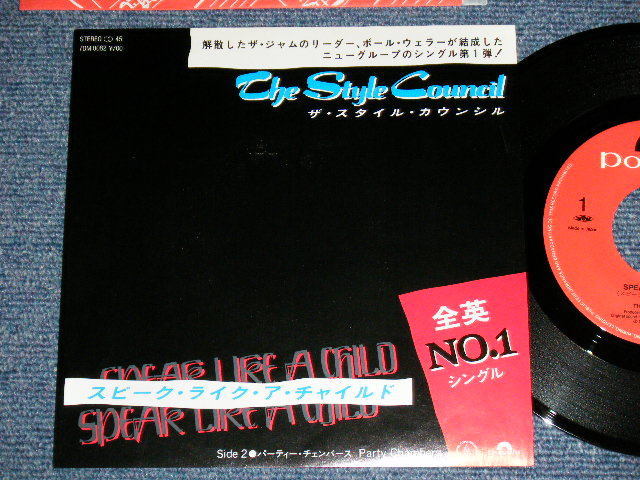 STEREO 45
7DM 0092 ¥700
解散したザ・ジャムのリーダー、ポール・ウェラーが結成した
ニューグループのシングル第1弾!
The Style Council
ザ・スタイル・カウンシル
全英
NO.1
シングル
SPEAK LIKE A CHILD
スピーク・ライク・ア・チャイルド
SPEAK LIKE A CHILD
Side 2●パーティー・チェンバース Party Chambers
1